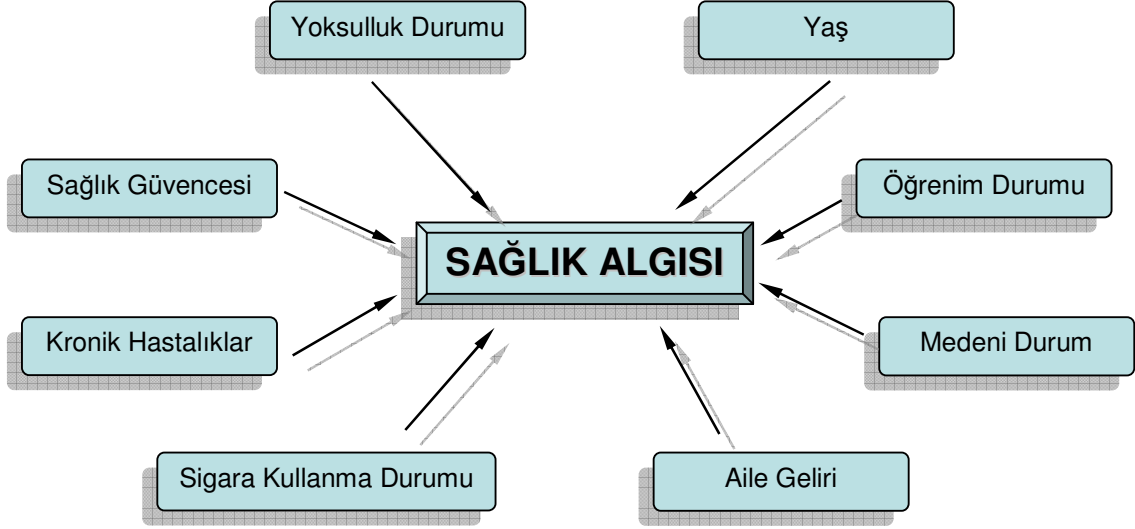 Yoksulluk Durumu
Yaş
Sağlık Güvencesi
Öğrenim Durumu
SAĞLIK ALGISI
Kronik Hastalıklar
Medeni Durum
Sigara Kullanma Durumu
Aile Geliri